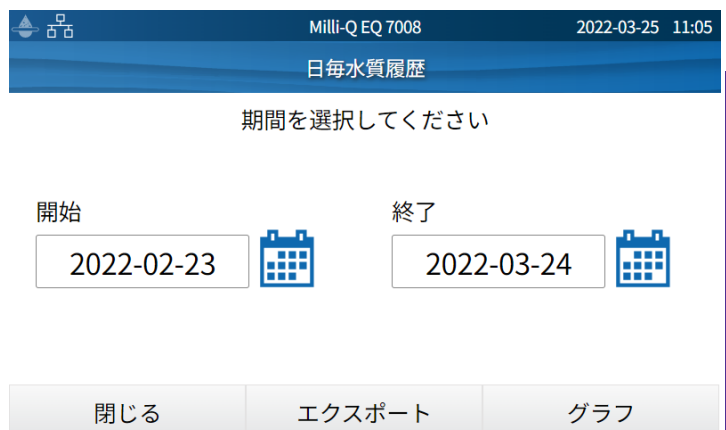 Milli-Q EQ 7008 2022-03-25 11:05
日毎水質履歴
期間を選択してください
開始 終了
2022-02-23 2022-03-24
閉じる エクスポート グラフ